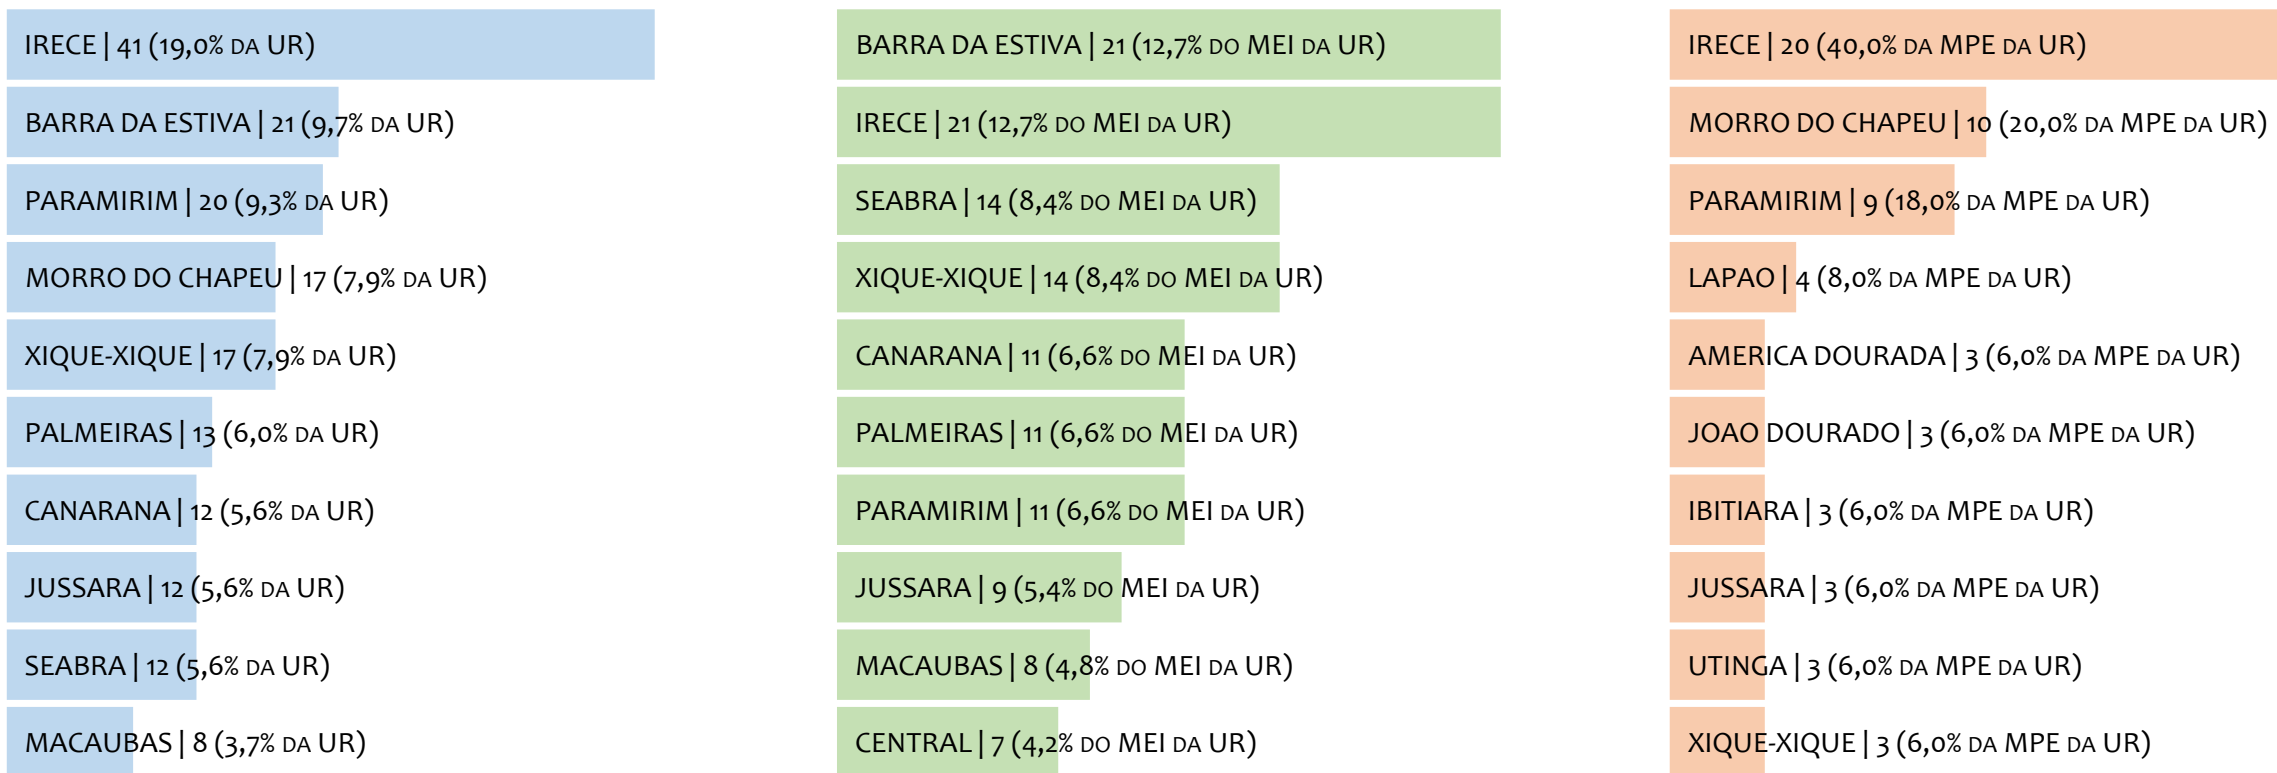 IRECE | 41 (19,0% DA UR)
BARRA DA ESTIVA | 21 (9,7% DA UR)
PARAMIRIM | 20 (9,3% DA UR)
MORRO DO CHAPEU | 17 (7,9% DA UR)
XIQUE-XIQUE | 17 (7,9% DA UR)
PALMEIRAS | 13 (6,0% DA UR)
CANARANA | 12 (5,6% DA UR)
JUSSARA | 12 (5,6% DA UR)
SEABRA | 12 (5,6% DA UR)
MACAUBAS | 8 (3,7% DA UR)
BARRA DA ESTIVA | 21 (12,7% DO MEI DA UR)
IRECE | 21 (12,7% DO MEI DA UR)
SEABRA | 14 (8,4% DO MEI DA UR)
XIQUE-XIQUE | 14 (8,4% DO MEI DA UR)
CANARANA | 11 (6,6% DO MEI DA UR)
PALMEIRAS | 11 (6,6% DO MEI DA UR)
PARAMIRIM | 11 (6,6% DO MEI DA UR)
JUSSARA | 9 (5,4% DO MEI DA UR)
MACAUBAS | 8 (4,8% DO MEI DA UR)
CENTRAL | 7 (4,2% DO MEI DA UR)
IRECE | 20 (40,0% DA MPE DA UR)
MORRO DO CHAPEU | 10 (20,0% DA MPE DA UR)
PARAMIRIM | 9 (18,0% DA MPE DA UR)
LAPAO | 4 (8,0% DA MPE DA UR)
AMERICA DOURADA | 3 (6,0% DA MPE DA UR)
JOAO DOURADO | 3 (6,0% DA MPE DA UR)
IBITIARA | 3 (6,0% DA MPE DA UR)
JUSSARA | 3 (6,0% DA MPE DA UR)
UTINGA | 3 (6,0% DA MPE DA UR)
XIQUE-XIQUE | 3 (6,0% DA MPE DA UR)